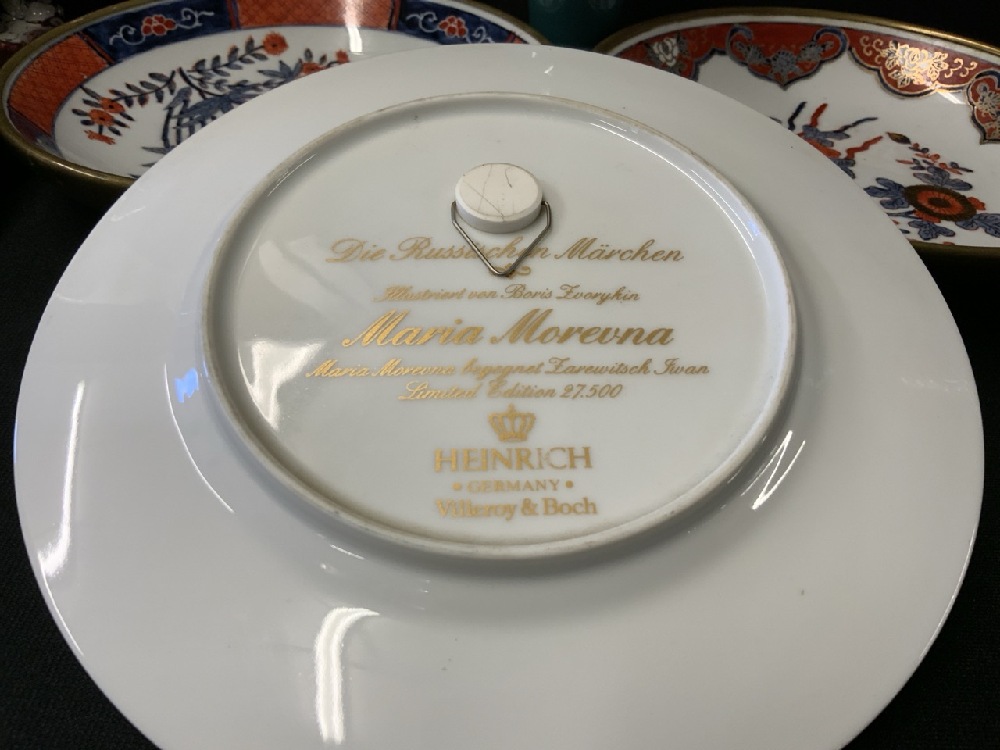 Die Russischen Märchen
Illustriert von Boris Zvorykin
Maria Morevna
Maria Morevna begegnet Zarewitsch Iwan
Limited Edition 27.500
HEINRICH
• GERMANY •
Villeroy & Boch